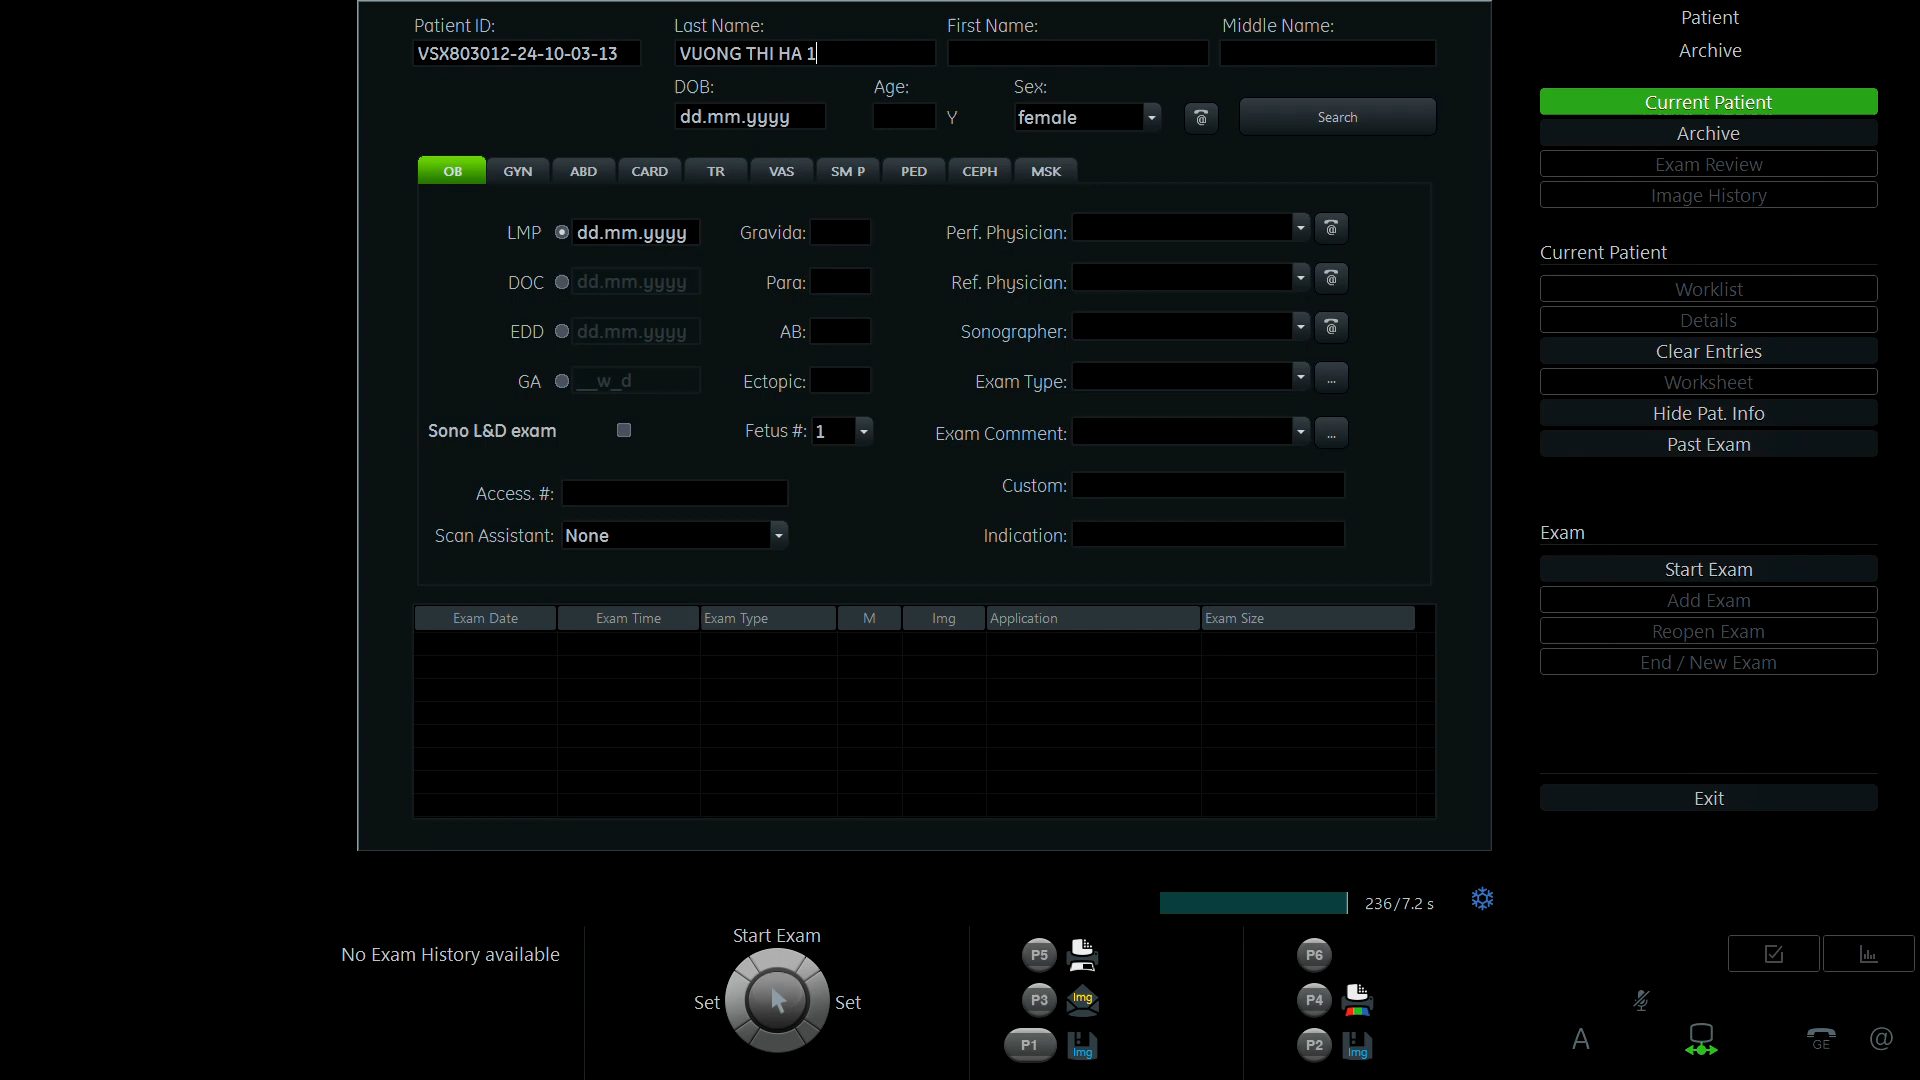 Patient ID: Last Name: First Name: Middle Name:
VSX803012-24-10-03-13 VUONG THI HA 1
DOB: Age: Sex:
dd.mm.yyyy Y female @ Search
OB GYN ABD CARD TR VAS SM P PED CEPH MSK
LMP dd.mm.yyyy Gravida: Perf. Physician: @
DOC dd.mm.yyyy Para: Ref. Physician: @
EDD dd.mm.yyyy AB: Sonographer: @
GA __w_d Ectopic: Exam Type: ...
Sono L&D exam Fetus #: 1 Exam Comment: ...
Access. #: Custom:
Scan Assistant: None Indication:
Exam Date Exam Time Exam Type M Img Application Exam Size
236/7.2 s
No Exam History available
Start Exam
Set Set
P5 P6
P3 Img P4
P1 Img P2 Img
Patient
Archive
Current Patient
Archive
Exam Review
Image History
Current Patient
Worklist
Details
Clear Entries
Worksheet
Hide Pat. Info
Past Exam
Exam
Start Exam
Add Exam
Reopen Exam
End / New Exam
Exit
A GE @